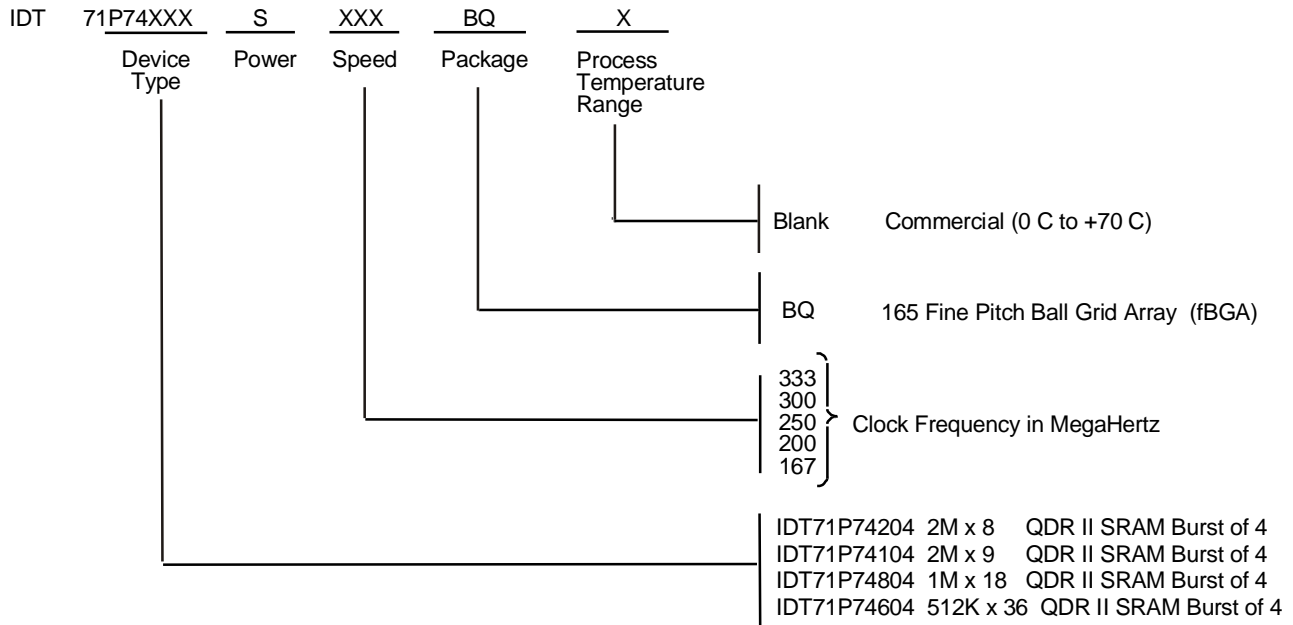 IDT 71P74XXX S XXX BQ X
Device Type Power Speed Package Process Temperature Range
Blank Commercial (0 C to +70 C)
BQ 165 Fine Pitch Ball Grid Array (fBGA)
333
300
250
200
167
Clock Frequency in MegaHertz
IDT71P74204 2M x 8 QDR II SRAM Burst of 4
IDT71P74104 2M x 9 QDR II SRAM Burst of 4
IDT71P74804 1M x 18 QDR II SRAM Burst of 4
IDT71P74604 512K x 36 QDR II SRAM Burst of 4